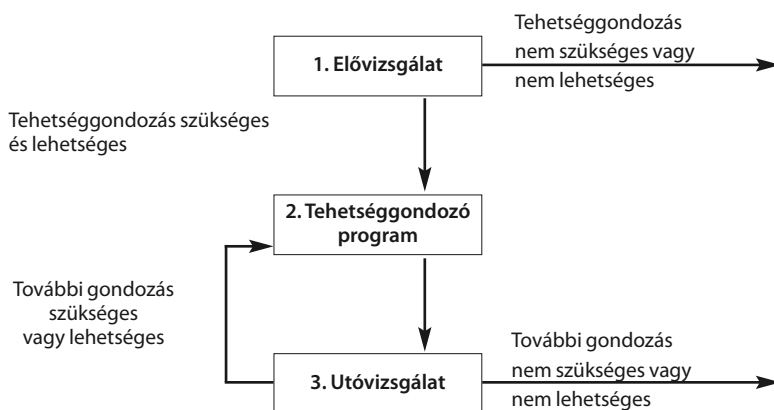 Tehetséggondozás
nem szükséges vagy
nem lehetséges
1. Elővizsgálat
Tehetséggondozás szükséges
és lehetséges
2. Tehetséggondozó
program
További gondozás
szükséges
vagy lehetséges
3. Utóvizsgálat
További gondozás
nem szükséges vagy
nem lehetséges